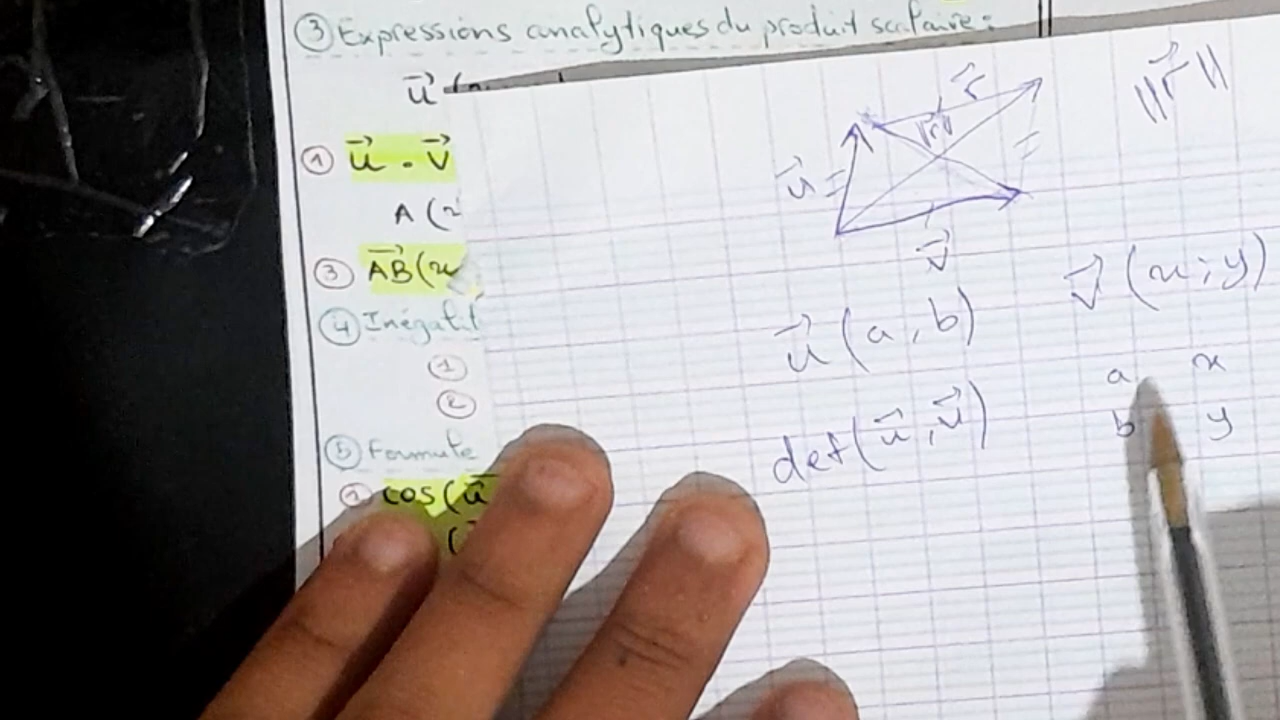 ③ Expressions analytiques du produit scalaire :
u⃗ (
① u⃗ . v⃗
A (
③ AB⃗(x
④ Inégalit
①
②
⑤ Formule
① cos(u⃗
(
r⃗
||r⃗||
||r⃗||
u⃗
v⃗
u⃗ (a , b)
v⃗ (x ; y)
det(u⃗ , u⃗)
a x
b y